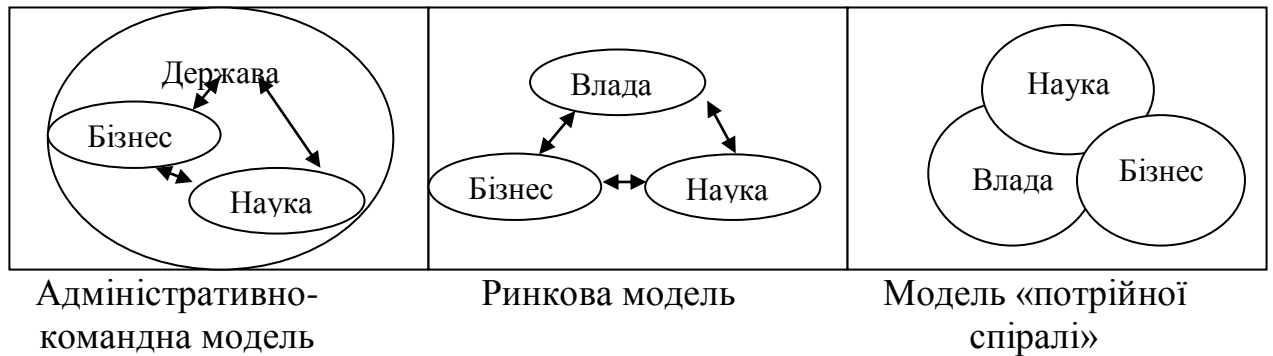 Держава
Бізнес
Наука
Влада
Бізнес
Наука
Наука
Влада
Бізнес
Адміністративно-
командна модель
Ринкова модель
Модель «потрійної
спіралі»